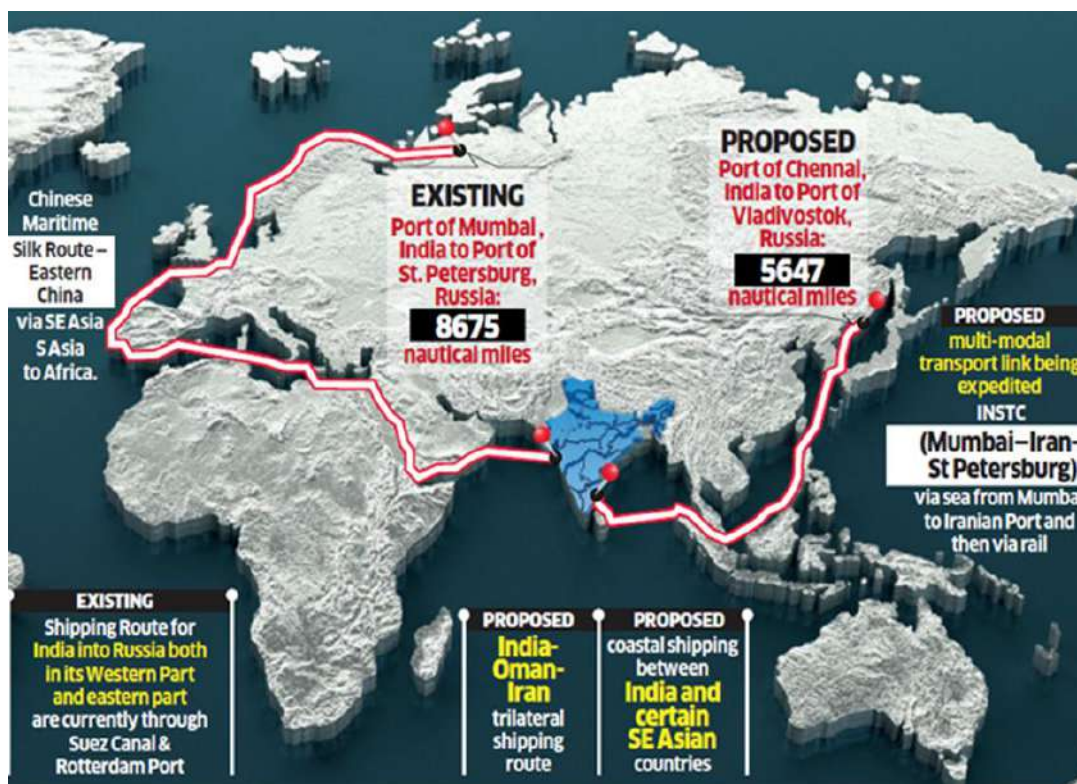 EXISTING
Port of Mumbai,
India to Port of
St. Petersburg,
Russia:
8675
nautical miles
PROPOSED
Port of Chennai,
India to Port of
Vladivostok,
Russia:
5647
nautical miles
Chinese
Maritime
Silk Route –
Eastern
China
via SE Asia
S Asia
to Africa.
PROPOSED
multi-modal
transport link being
expedited
INSTC
(Mumbai–Iran–
St Petersburg)
via sea from Mumba
to Iranian Port and
then via rail
EXISTING
Shipping Route for
India into Russia both
in its Western Part
and eastern part
are currently through
Suez Canal &
Rotterdam Port
PROPOSED
India-
Oman-
Iran
trilateral
shipping
route
PROPOSED
coastal shipping
between
India and
certain
SE Asian
countries